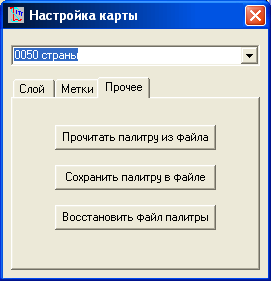 Настройка карты
0050 страны
Слой Метки Прочее
Прочитать палитру из файла
Сохранить палитру в файле
Восстановить файл палитры